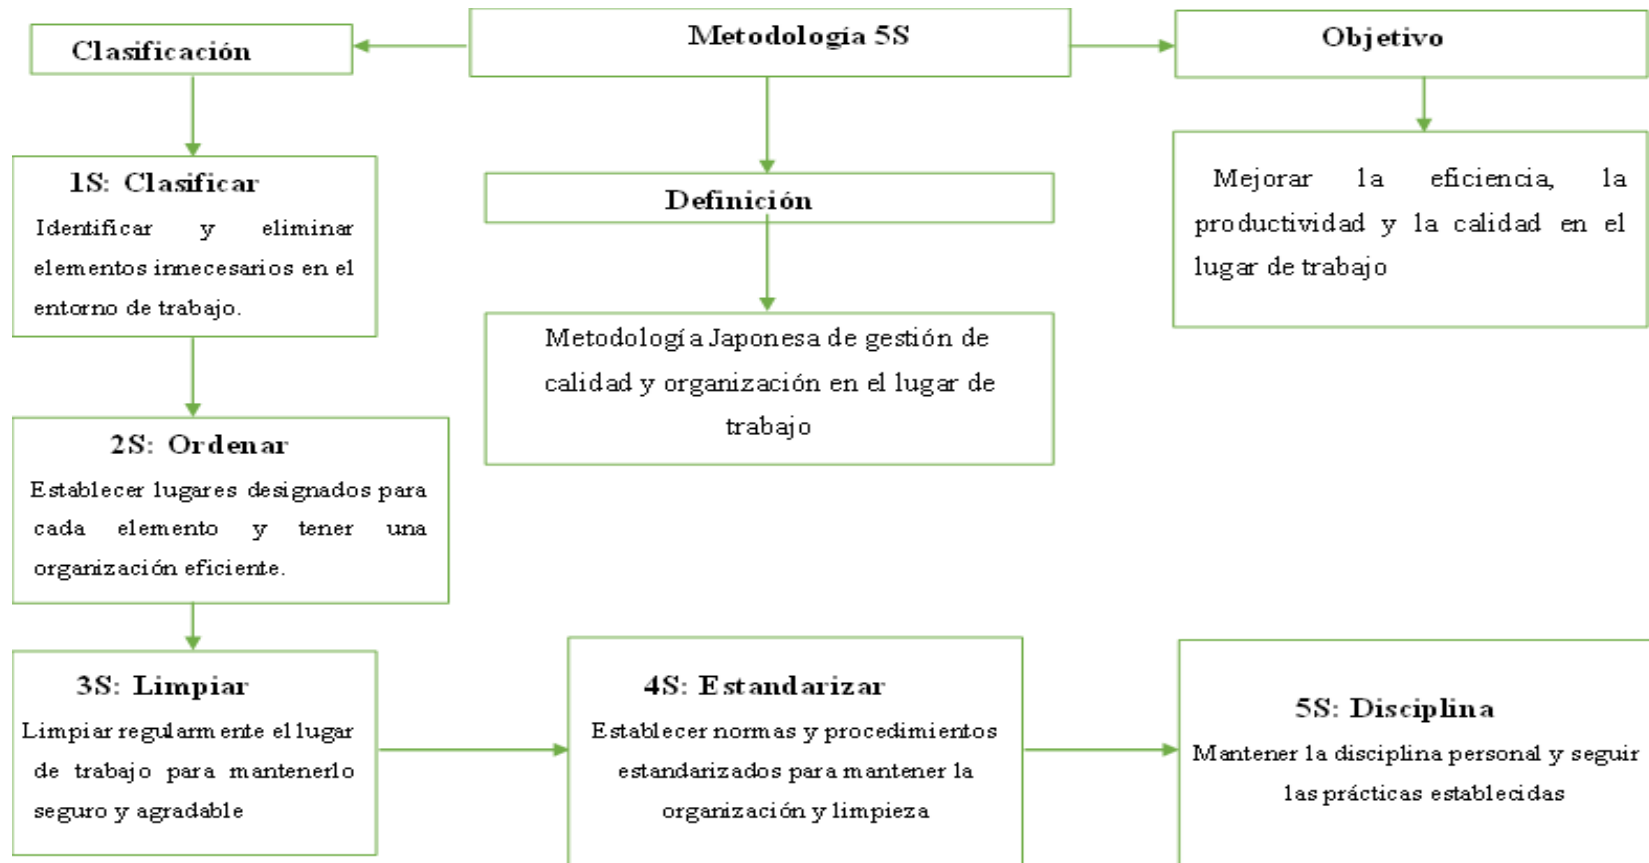 Metodología 5S
Clasificación
Objetivo
1S: Clasificar
Identificar y eliminar
elementos innecesarios en el
entorno de trabajo.
Definición
Metodología Japonesa de gestión de
calidad y organización en el lugar de
trabajo
Mejorar la eficiencia, la
productividad y la calidad en el
lugar de trabajo
2S: Ordenar
Establecer lugares designados para
cada elemento y tener una
organización eficiente.
3S: Limpiar
Limpiar regularmente el lugar
de trabajo para mantenerlo
seguro y agradable
4S: Estandarizar
Establecer normas y procedimientos
estandarizados para mantener la
organización y limpieza
5S: Disciplina
Mantener la disciplina personal y seguir
las prácticas establecidas